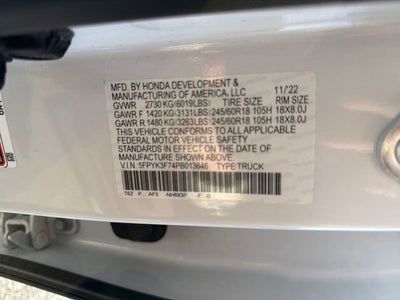 MFD BY HONDA DEVELOPMENT & 11/22
MANUFACTURING OF AMERICA, LLC
GVWR 2730 KG(6019LBS) TIRE SIZE RIM SIZE
GAWR F 1420 KG(3131LBS) 245/60R18 105H 18X8.0J
GAWR R 1480 KG(3263LBS) 245/60R18 105H 18X8.0J
THIS VEHICLE CONFORMS TO ALL APPLICABLE
FEDERAL MOTOR VEHICLE SAFETY
STANDARDS IN EFFECT ON THE DATE OF
MANUFACTURE SHOWN ABOVE.
V.I.N. 5FPYK3F74PB013646 TYPE:TRUCK
T6Z P AF5